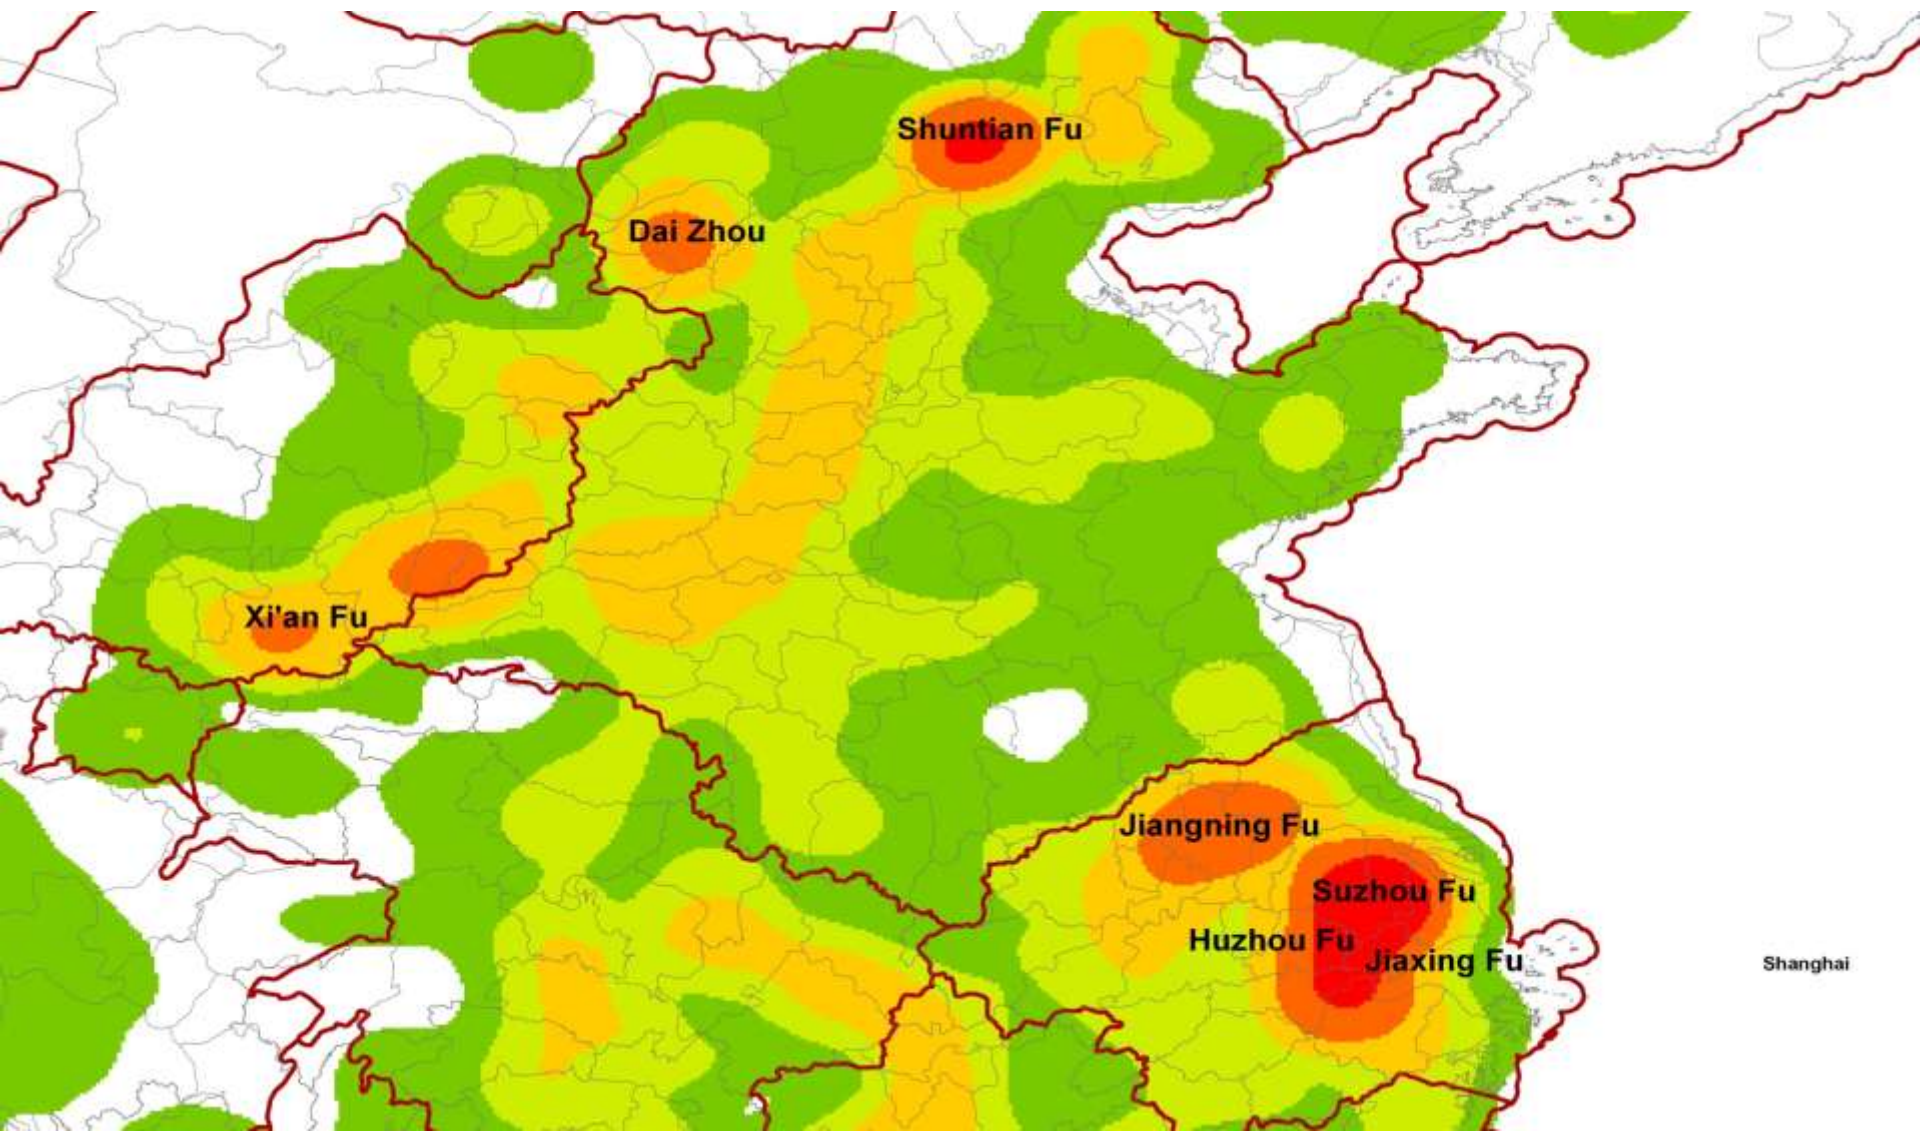 Shuntian Fu
Dai Zhou
Xi'an Fu
Jiangning Fu
Suzhou Fu
Huzhou Fu
Jiaxing Fu
Shanghai